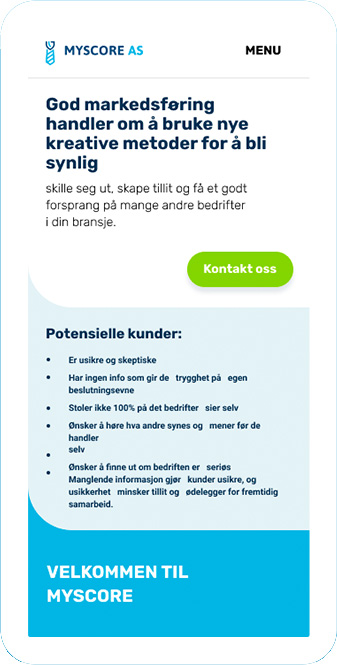 MYSCORE AS
MENU
God markedsføring
handler om å bruke nye
kreative metoder for å bli
synlig
skille seg ut, skape tillit og få et godt
forsprang på mange andre bedrifter
i din bransje.
Kontakt oss
Potensielle kunder:
• Er usikre og skeptiske
• Har ingen info som gir de trygghet på egen
beslutningsevne
• Stoler ikke 100% på det bedrifter sier selv
• Ønsker å høre hva andre synes og mener før de
handler
• selv
• Ønsker å finne ut om bedriften er seriøs
Manglende informasjon gjør kunder usikre, og
usikkerhet minsker tillit og ødelegger for fremtidig
samarbeid.
VELKOMMEN TIL
MYSCORE